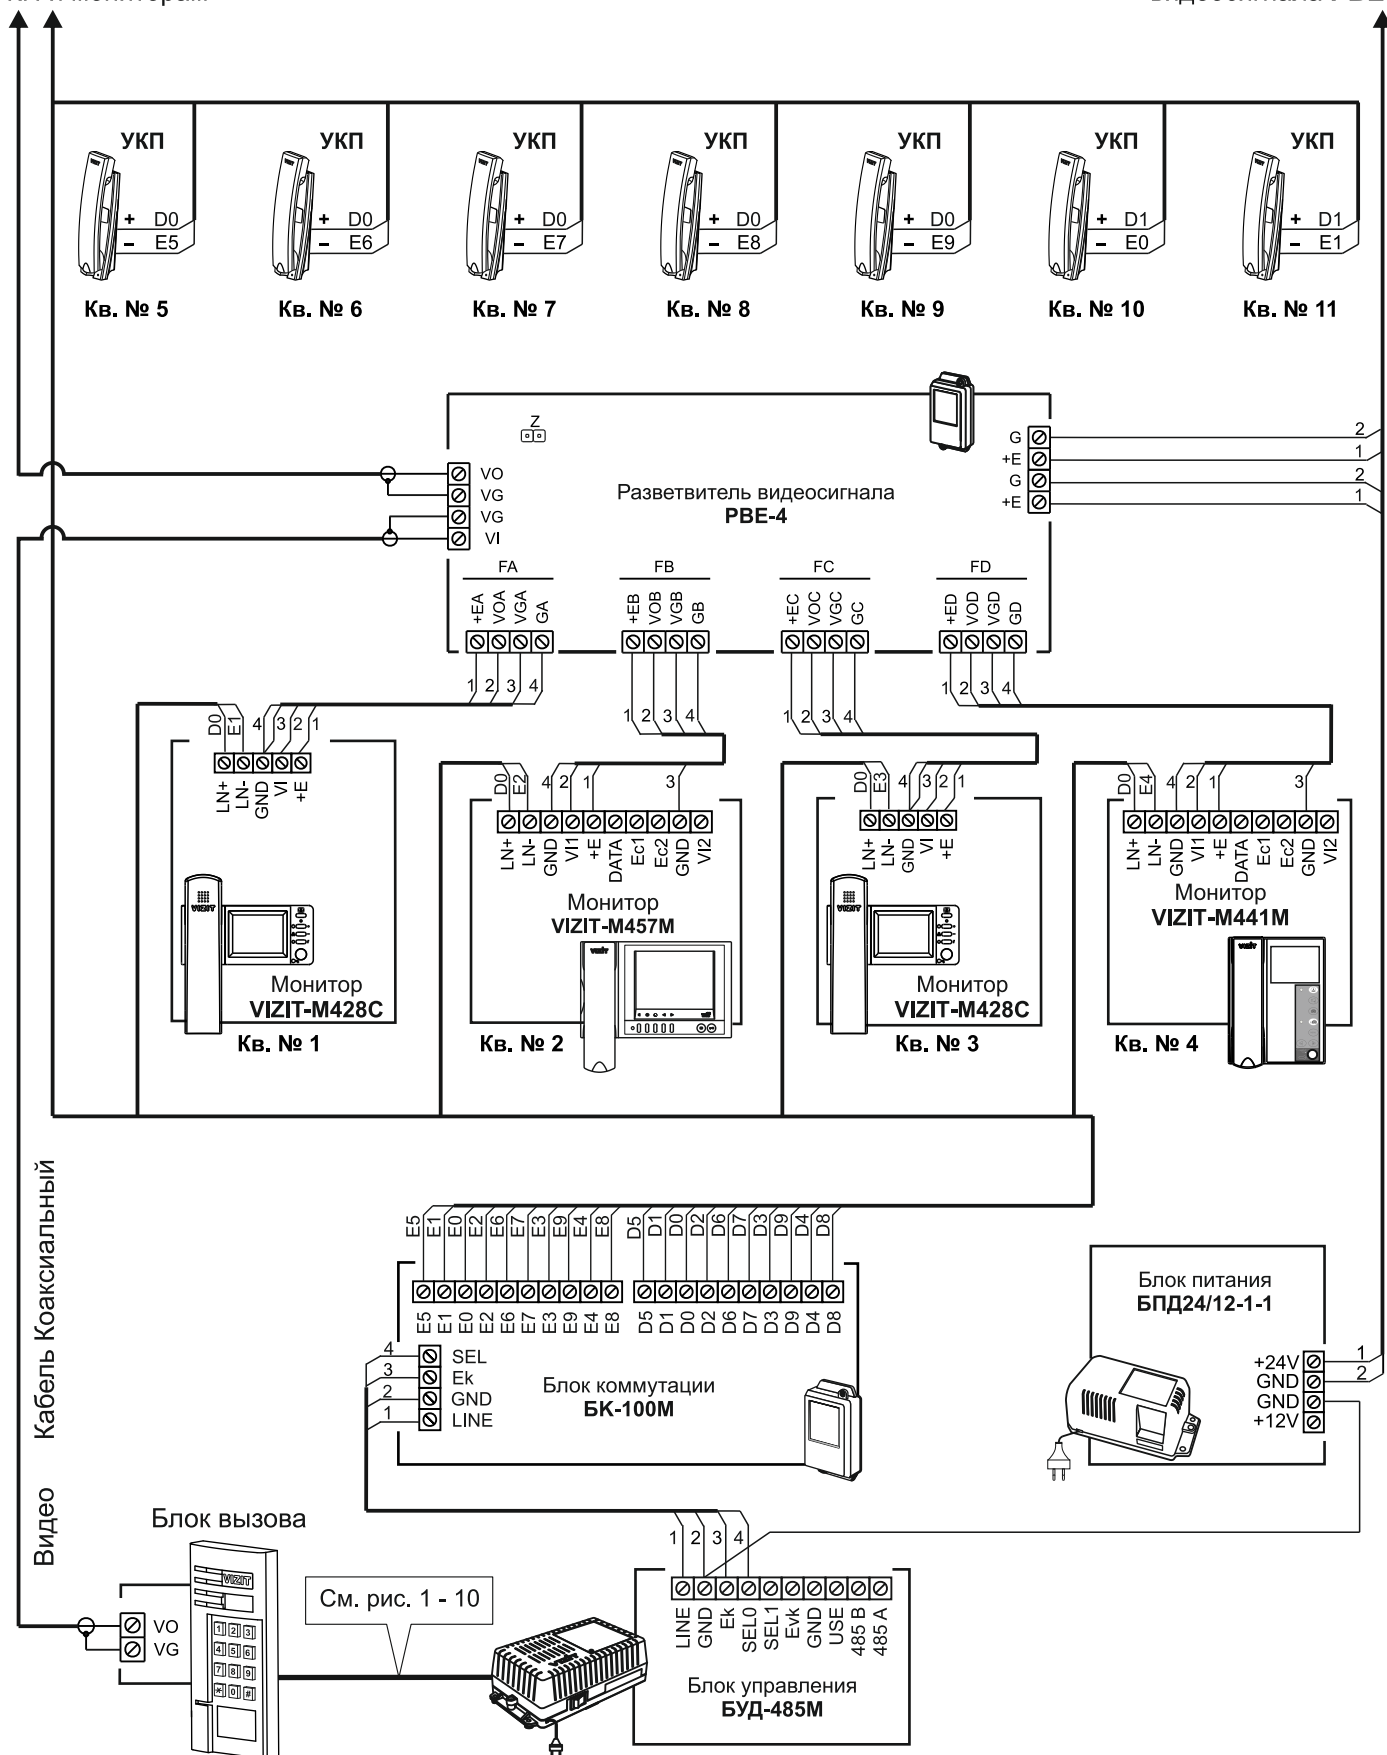 УКП УКП УКП УКП УКП УКП УКП
+ D0 + D0 + D0 + D0 + D0 + D1 + D1
– E5 – E6 – E7 – E8 – E9 – E0 – E1
Кв. № 5 Кв. № 6 Кв. № 7 Кв. № 8 Кв. № 9 Кв. № 10 Кв. № 11
Z
G 2
+E 1
G 2
+E 1
VO
VG
VG
VI
Разветвитель видеосигнала
РВЕ-4
FA FB FC FD
+EA VOA VGA GA +EB VOB VGB GB +EC VOC VGC GC +ED VOD VGD GD
1 2 3 4 1 2 3 4 1 2 3 4 1 2 3 4
D0 E1 4 3 2 1
LN+ LN- GND VI +E
VIZIT
Монитор
VIZIT-M428C
Кв. № 1
D0 E2 4 2 1 3
LN+ LN- GND VI1 +E DATA Ec1 Ec2 GND VI2
Монитор
VIZIT-M457M
Кв. № 2
D0 E3 4 3 2 1
LN+ LN- GND VI +E
VIZIT
Монитор
VIZIT-M428C
Кв. № 3
D0 E4 4 2 1 3
LN+ LN- GND VI1 +E DATA Ec1 Ec2 GND VI2
Монитор
VIZIT-M441M
Кв. № 4
Видео Кабель Коаксиальный
E5 E1 E0 E2 E6 E7 E3 E9 E4 E8 D5 D1 D0 D2 D6 D7 D3 D9 D4 D8
E5 E1 E0 E2 E6 E7 E3 E9 E4 E8 D5 D1 D0 D2 D6 D7 D3 D9 D4 D8
4 SEL
3 Ek
2 GND
1 LINE
Блок коммутации
БК-100М
Блок питания
БПД24/12-1-1
+24V 1
GND 2
GND
+12V
Блок вызова
VIZIT
1 2 3
4 5 6
7 8 9
* 0 #
VO
VG
См. рис. 1 - 10
1 2 3 4
LINE GND Ek SEL0 SEL1 Evk GND USE 485 B 485 A
Блок управления
БУД-485М